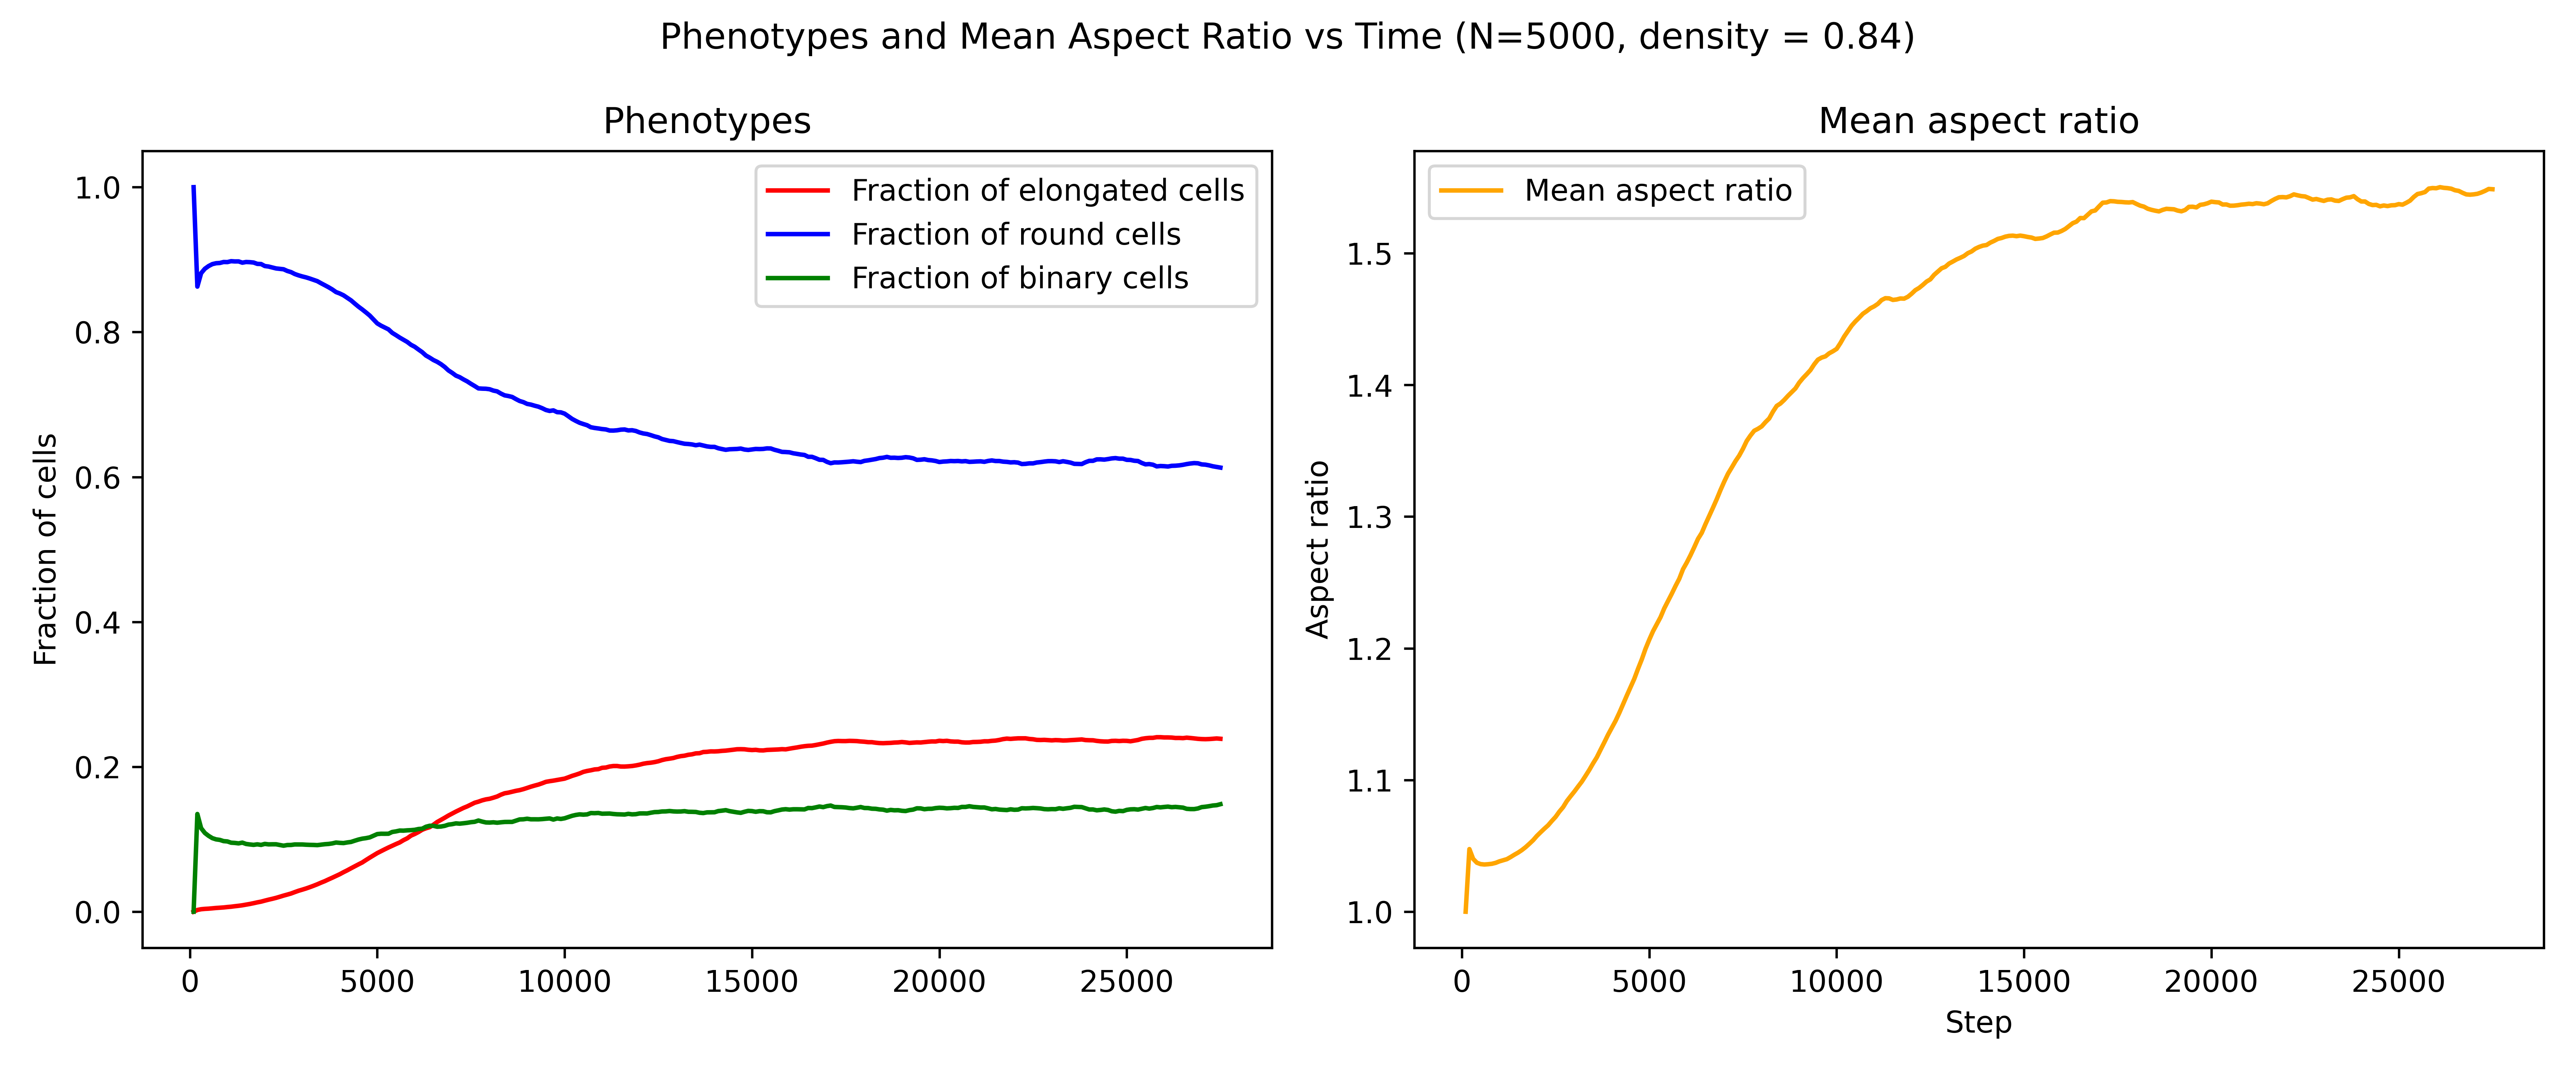 Phenotypes and Mean Aspect Ratio vs Time (N=5000, density = 0.84)
Phenotypes
Fraction of elongated cells
Fraction of round cells
Fraction of binary cells
Fraction of cells
1.0
0.8
0.6
0.4
0.2
0.0
0
5000
10000
15000
20000
25000
Mean aspect ratio
Mean aspect ratio
Aspect ratio
1.5
1.4
1.3
1.2
1.1
1.0
0
5000
10000
15000
20000
25000
Step